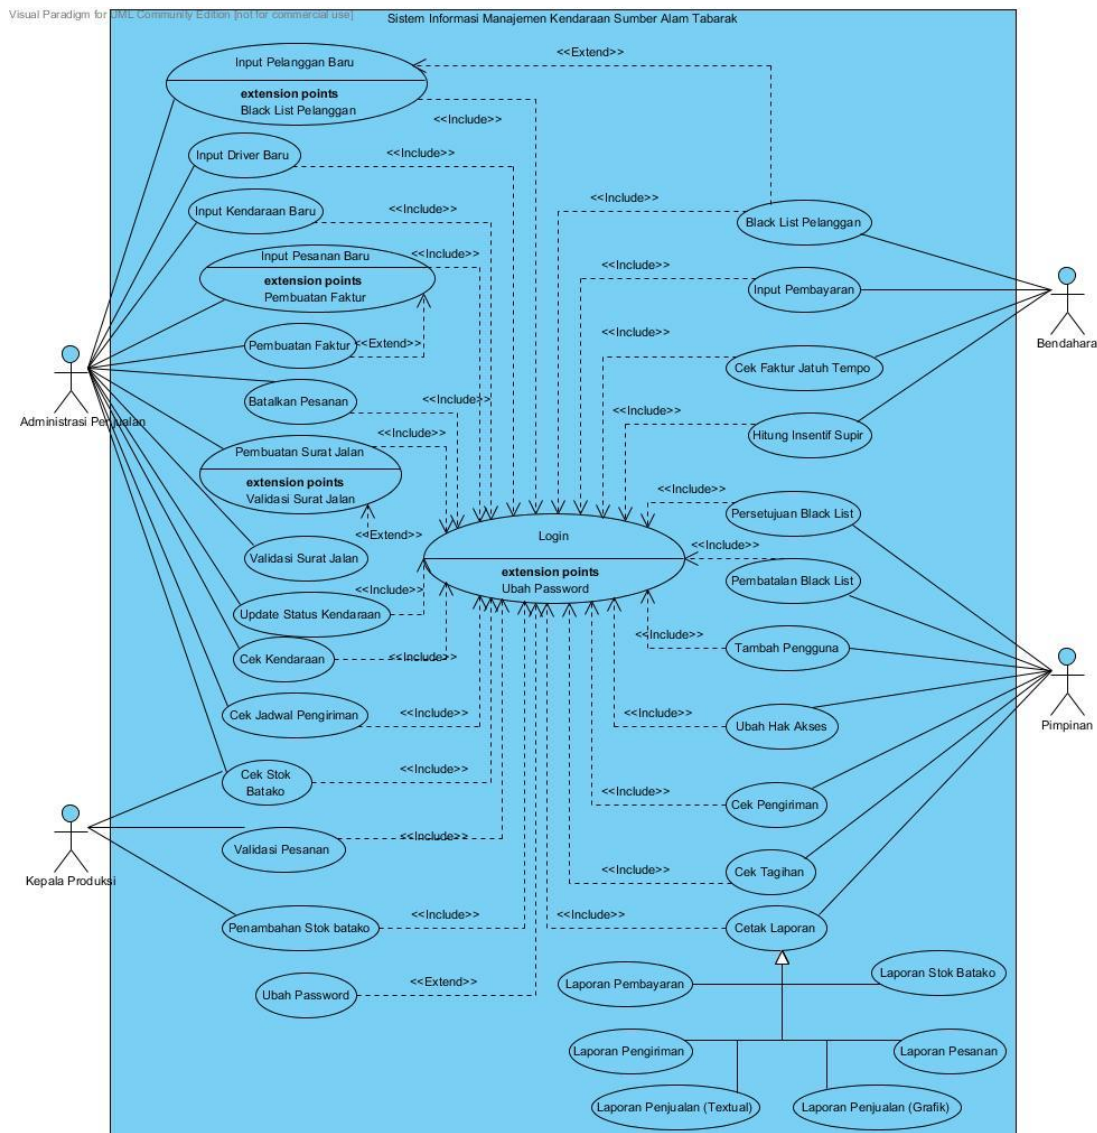 Visual Paradigm for UML Community Edition [not for commercial use]
Sistem Informasi Manajemen Kendaraan Sumber Alam Tabarak
<<Extend>>
Input Pelanggan Baru
extension points
Black List Pelanggan
<<Include>>
Input Driver Baru
<<Include>>
Input Kendaraan Baru
<<Include>>
<<Include>>
Black List Pelanggan
Input Pesanan Baru
<<Include>>
extension points
Pembuatan Faktur
<<Include>>
Input Pembayaran
Bendahara
Pembuatan Faktur
<<Extend>>
<<Include>>
Cek Faktur Jatuh Tempo
Administrasi Penjualan
Batalkan Pesanan
<<Include>>
<<Include>>
Hitung Insentif Supir
Pembuatan Surat Jalan
<<Include>>
extension points
Validasi Surat Jalan
<<Include>>
Persetujuan Black List
<<Extend>>
Login
extension points
Ubah Password
<<Include>>
Validasi Surat Jalan
Pembatalan Black List
<<Include>>
Update Status Kendaraan
<<Include>>
Tambah Pengguna
Cek Kendaraan
<<Include>>
Cek Jadwal Pengiriman
<<Include>>
<<Include>>
Ubah Hak Akses
Pimpinan
Cek Stok
Batako
<<Include>>
<<Include>>
Cek Pengiriman
Kepala Produksi
Validasi Pesanan
<<Include>>
<<Include>>
Cek Tagihan
Penambahan Stok batako
<<Include>>
<<Include>>
Cetak Laporan
Ubah Password
<<Extend>>
Laporan Pembayaran
Laporan Stok Batako
Laporan Pengiriman
Laporan Pesanan
Laporan Penjualan (Textual)
Laporan Penjualan (Grafik)